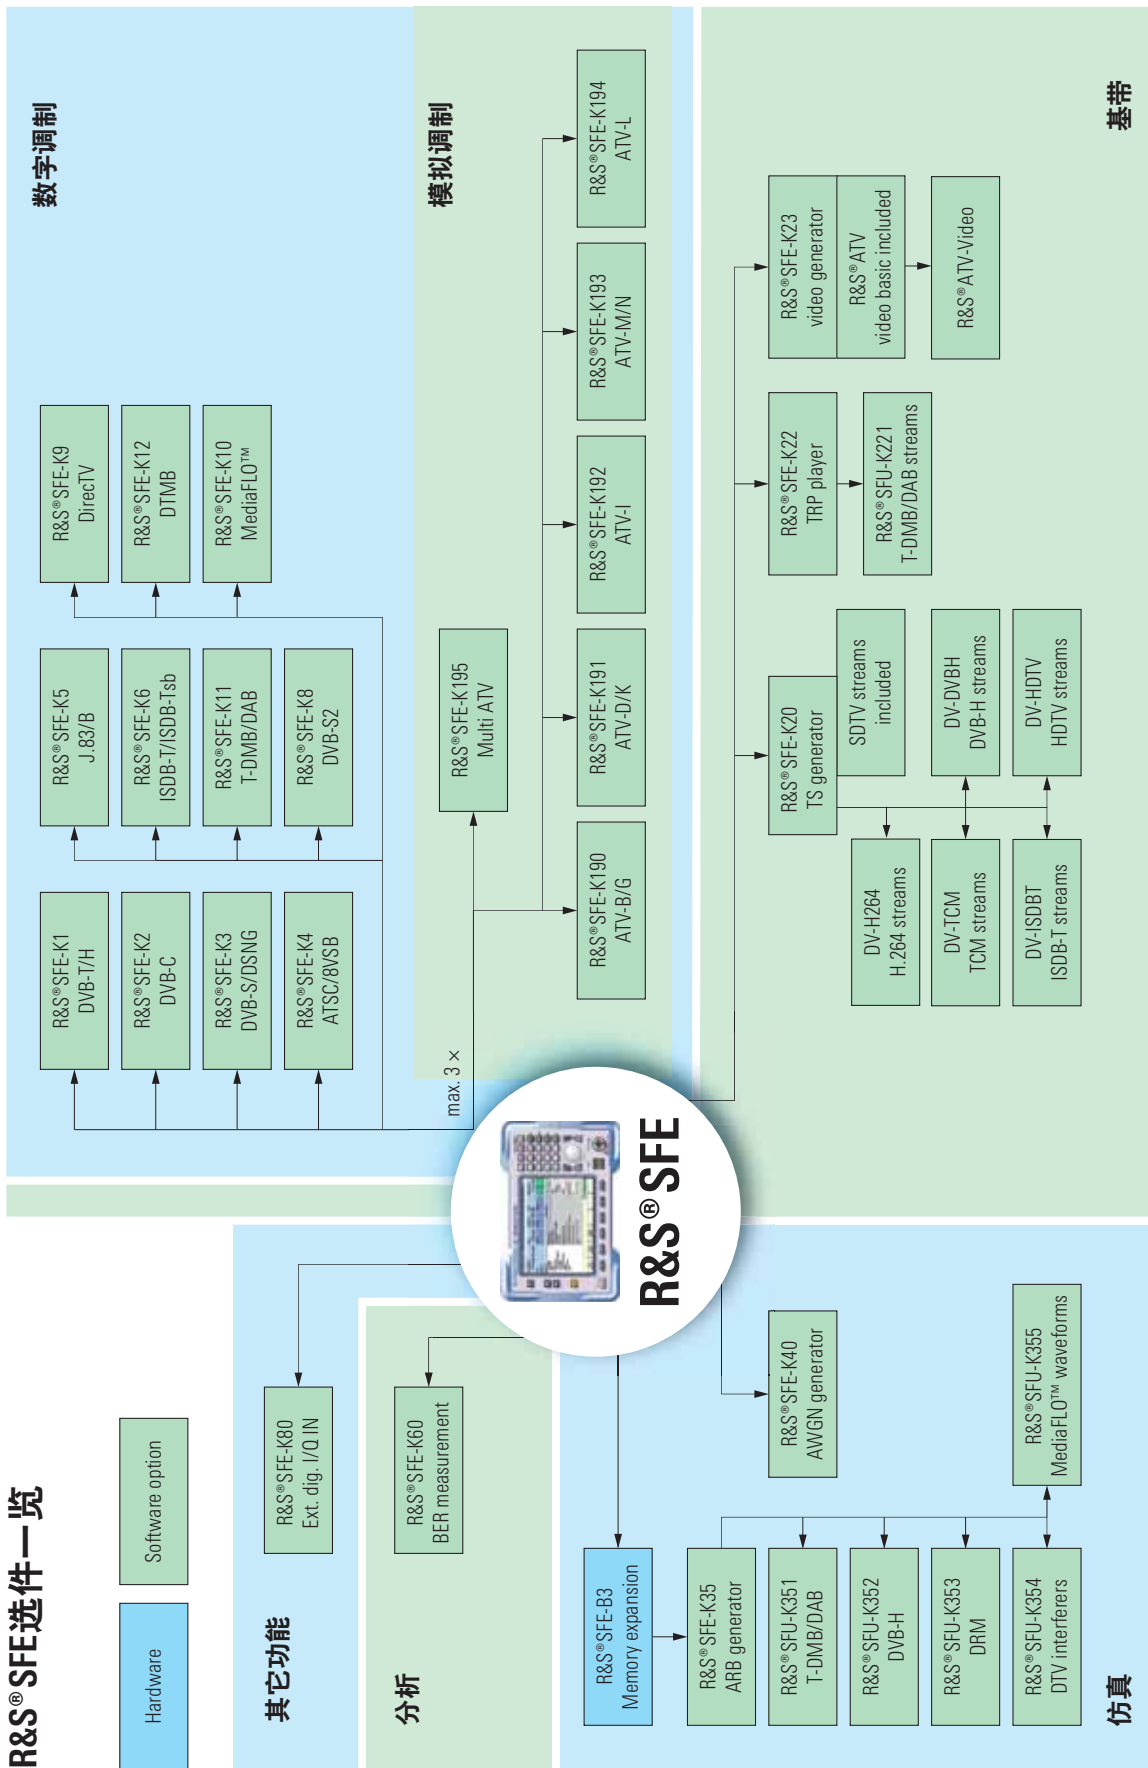 R&S®SFE选件一览
Hardware
Software option
其它功能
R&S®SFE-K80
Ext. dig. I/Q IN
分析
R&S®SFE-K60
BER measurement
仿真
R&S®SFE-B3
Memory expansion
R&S®SFE-K35
ARB generator
R&S®SFU-K351
T-DMB/DAB
R&S®SFU-K352
DVB-H
R&S®SFU-K353
DRM
R&S®SFU-K354
DTV interferers
R&S®SFU-K355
MediaFLO™ waveforms
R&S®SFE-K40
AWGN generator
R&S®SFE
数字调制
max. 3 ×
R&S®SFE-K1
DVB-T/H
R&S®SFE-K2
DVB-C
R&S®SFE-K3
DVB-S/DSNG
R&S®SFE-K4
ATSC/8VSB
R&S®SFE-K5
J.83/B
R&S®SFE-K6
ISDB-T/ISDB-Tsb
R&S®SFE-K11
T-DMB/DAB
R&S®SFE-K8
DVB-S2
R&S®SFE-K9
DirecTV
R&S®SFE-K12
DTMB
R&S®SFE-K10
MediaFLO™
模拟调制
R&S®SFE-K195
Multi ATV
R&S®SFE-K190
ATV-B/G
R&S®SFE-K191
ATV-D/K
R&S®SFE-K192
ATV-I
R&S®SFE-K193
ATV-M/N
R&S®SFE-K194
ATV-L
基带
R&S®SFE-K20
TS generator
SDTV streams
included
DV-H264
H.264 streams
DV-TCM
TCM streams
DV-ISDBT
ISDB-T streams
DV-DVBH
DVB-H streams
DV-HDTV
HDTV streams
R&S®SFE-K22
TRP player
R&S®SFU-K221
T-DMB/DAB streams
R&S®SFE-K23
video generator
R&S®ATV
video basic included
R&S®ATV-Video